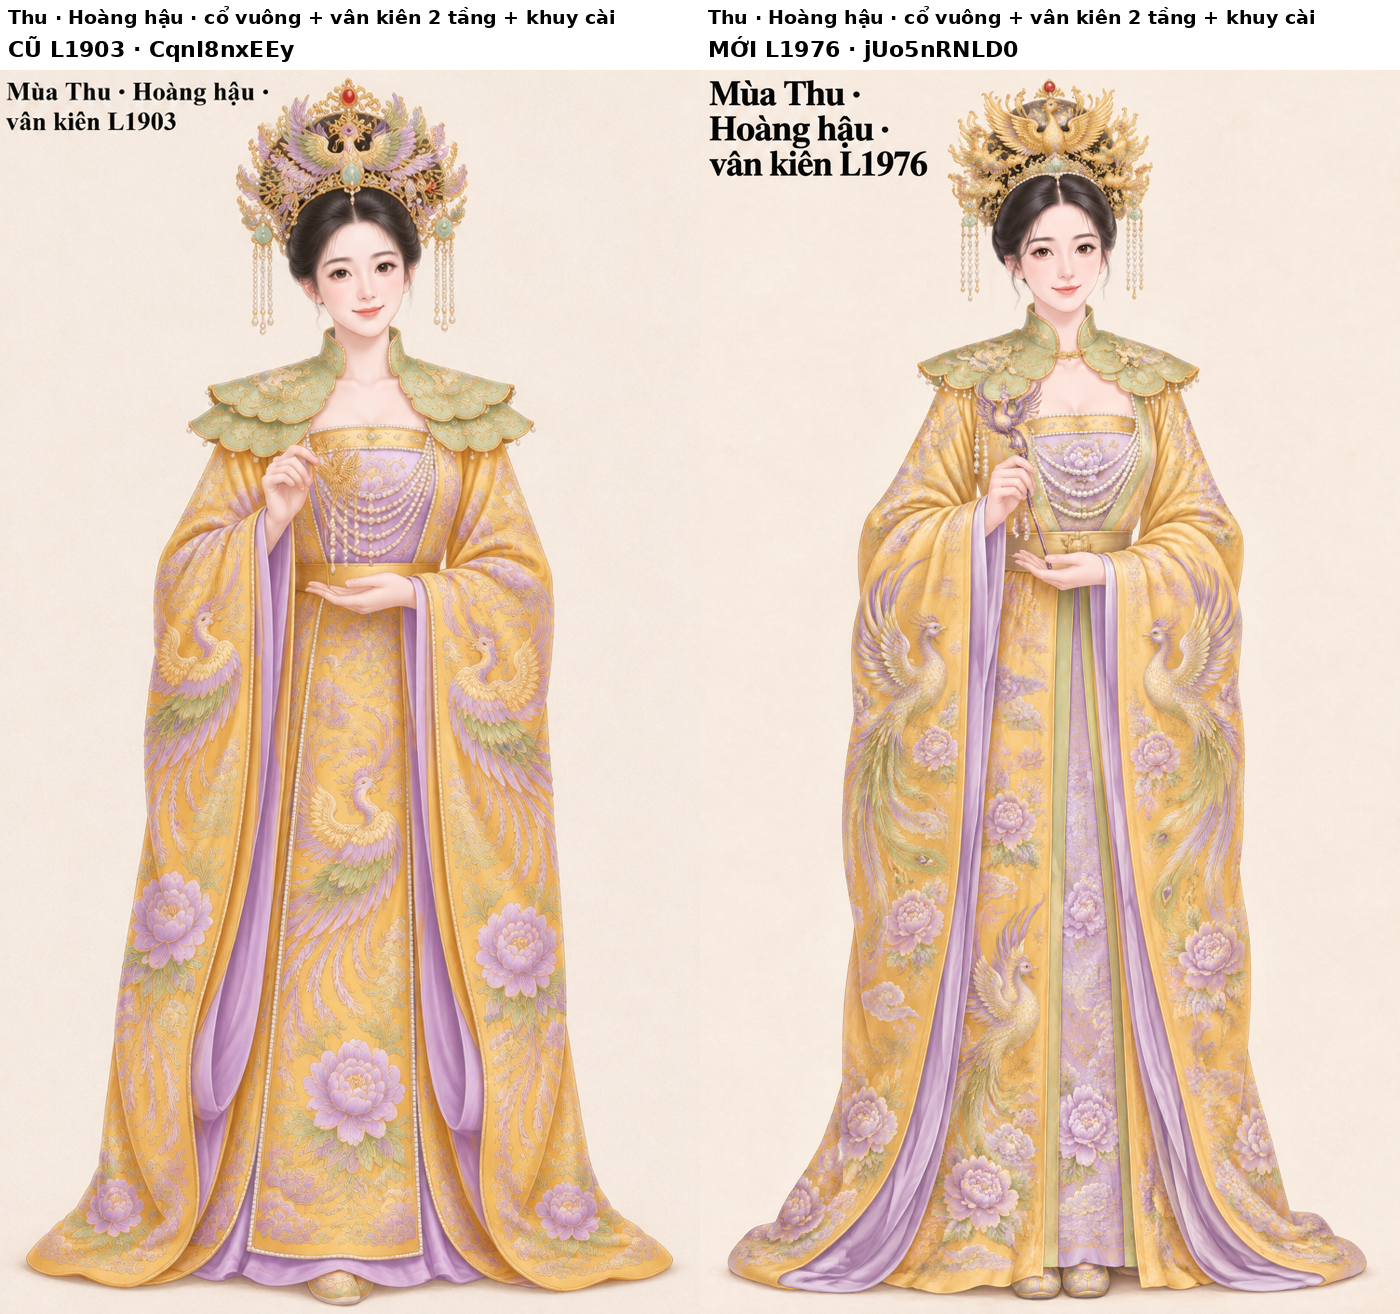 Thu · Hoàng hậu · cổ vuông + vân kiên 2 tầng + khuy cài
CŨ L1903 · CqnI8nxEEy
Mùa Thu · Hoàng hậu ·
vân kiên L1903
Thu · Hoàng hậu · cổ vuông + vân kiên 2 tầng + khuy cài
MỚI L1976 · jUo5nRNLD0
Mùa Thu ·
Hoàng hậu ·
vân kiên L1976